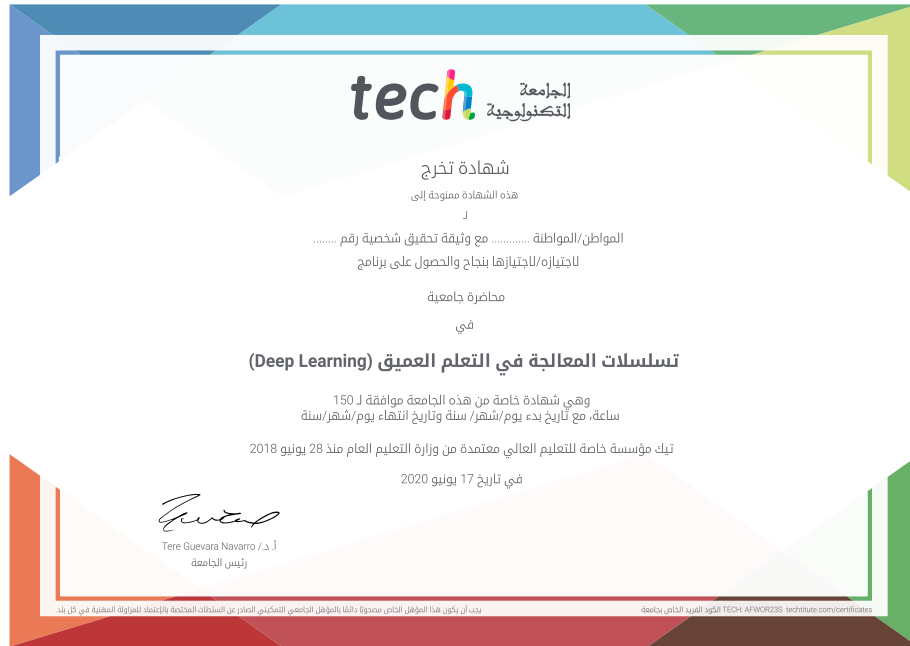 tech الجامعة
التكنولوجية
شهادة تخرج
هذه الشهادة ممنوحة إلى
لـ
المواطن/المواطنة ............. مع وثيقة تحقيق شخصية رقم ........
لاجتيازه/لاجتيازها بنجاح والحصول على برنامج
محاضرة جامعية
في
تسلسلات المعالجة في التعلم العميق (Deep Learning)
وهي شهادة خاصة من هذه الجامعة موافقة لـ 150
ساعة، مع تاريخ بدء يوم/شهر/ سنة وتاريخ انتهاء يوم/شهر/سنة
تيك مؤسسة خاصة للتعليم العالي معتمدة من وزارة التعليم العام منذ 28 يونيو 2018
في تاريخ 17 يونيو 2020
أ. د./ Tere Guevara Navarro
رئيس الجامعة
يجب أن يكون هذا المؤهل الخاص مصحوبًا دائمًا بالمؤهل الجامعي التمكيني الصادر عن السلطات المختصة بالإعتماد للمزاولة المهنية في كل بلد.
الكود الفريد الخاص بجامعة TECH: AFWOR23S techtitute.com/certificates